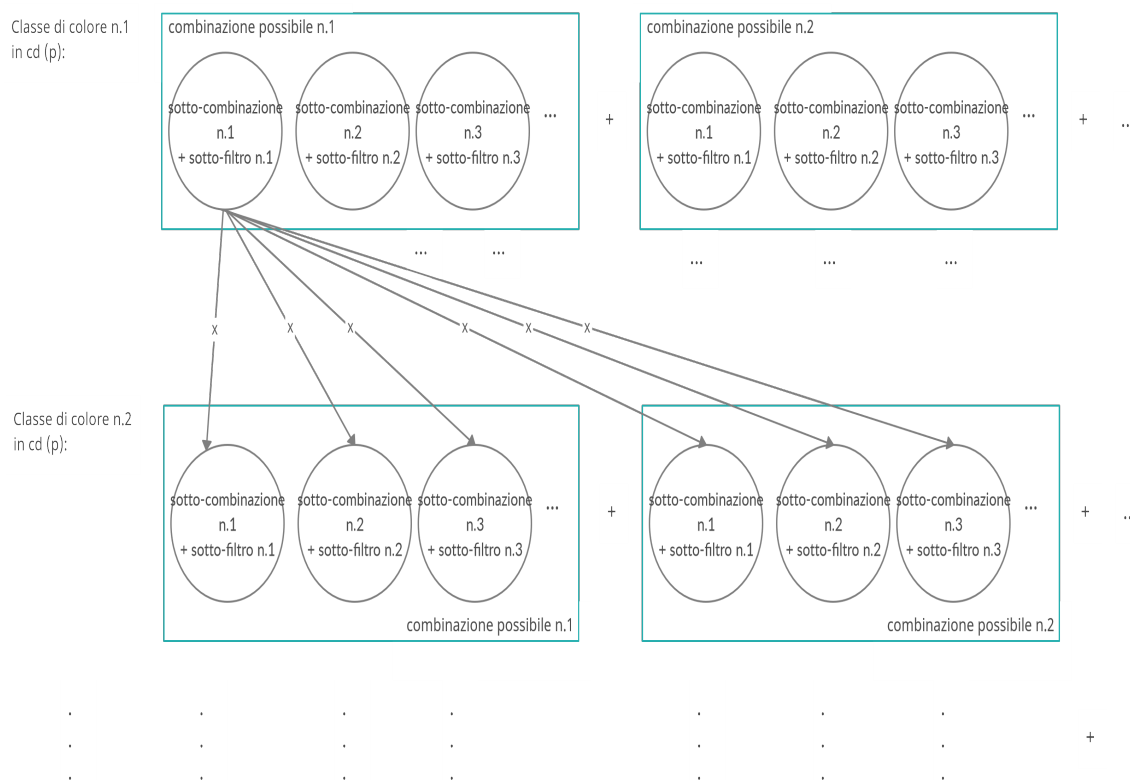 Classe di colore n.1
in cd (p):
combinazione possibile n.1
sotto-combinazione
n.1
+ sotto-filtro n.1
sotto-combinazione
n.2
+ sotto-filtro n.2
sotto-combinazione
n.3
+ sotto-filtro n.3
...
+
combinazione possibile n.2
sotto-combinazione
n.1
+ sotto-filtro n.1
sotto-combinazione
n.2
+ sotto-filtro n.2
sotto-combinazione
n.3
+ sotto-filtro n.3
...
+
..
... ...
... ... ...
x x x x x x
Classe di colore n.2
in cd (p):
sotto-combinazione
n.1
+ sotto-filtro n.1
sotto-combinazione
n.2
+ sotto-filtro n.2
sotto-combinazione
n.3
+ sotto-filtro n.3
...
combinazione possibile n.1
+
sotto-combinazione
n.1
+ sotto-filtro n.1
sotto-combinazione
n.2
+ sotto-filtro n.2
sotto-combinazione
n.3
+ sotto-filtro n.3
...
combinazione possibile n.2
+
..
. . . . . . .
. . . . . . .
+
. . . . . . .